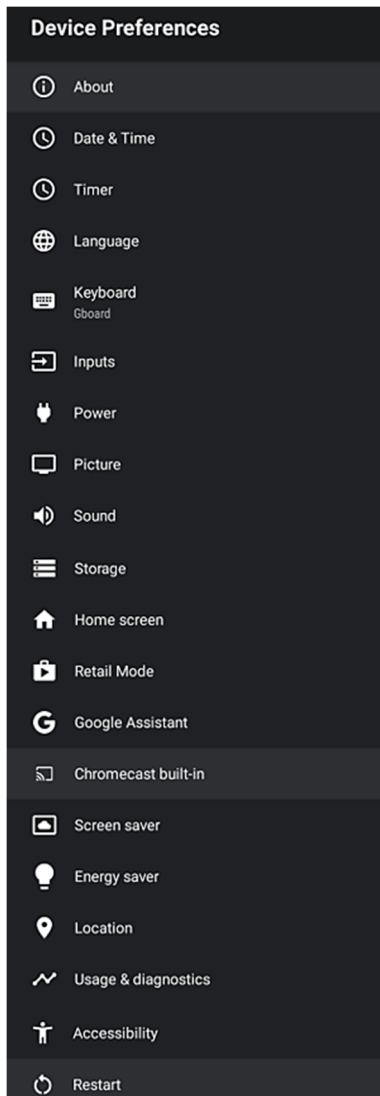 Device Preferences
About
Date & Time
Timer
Language
Keyboard
Gboard
Inputs
Power
Picture
Sound
Storage
Home screen
Retail Mode
Google Assistant
Chromecast built-in
Screen saver
Energy saver
Location
Usage & diagnostics
Accessibility
Restart